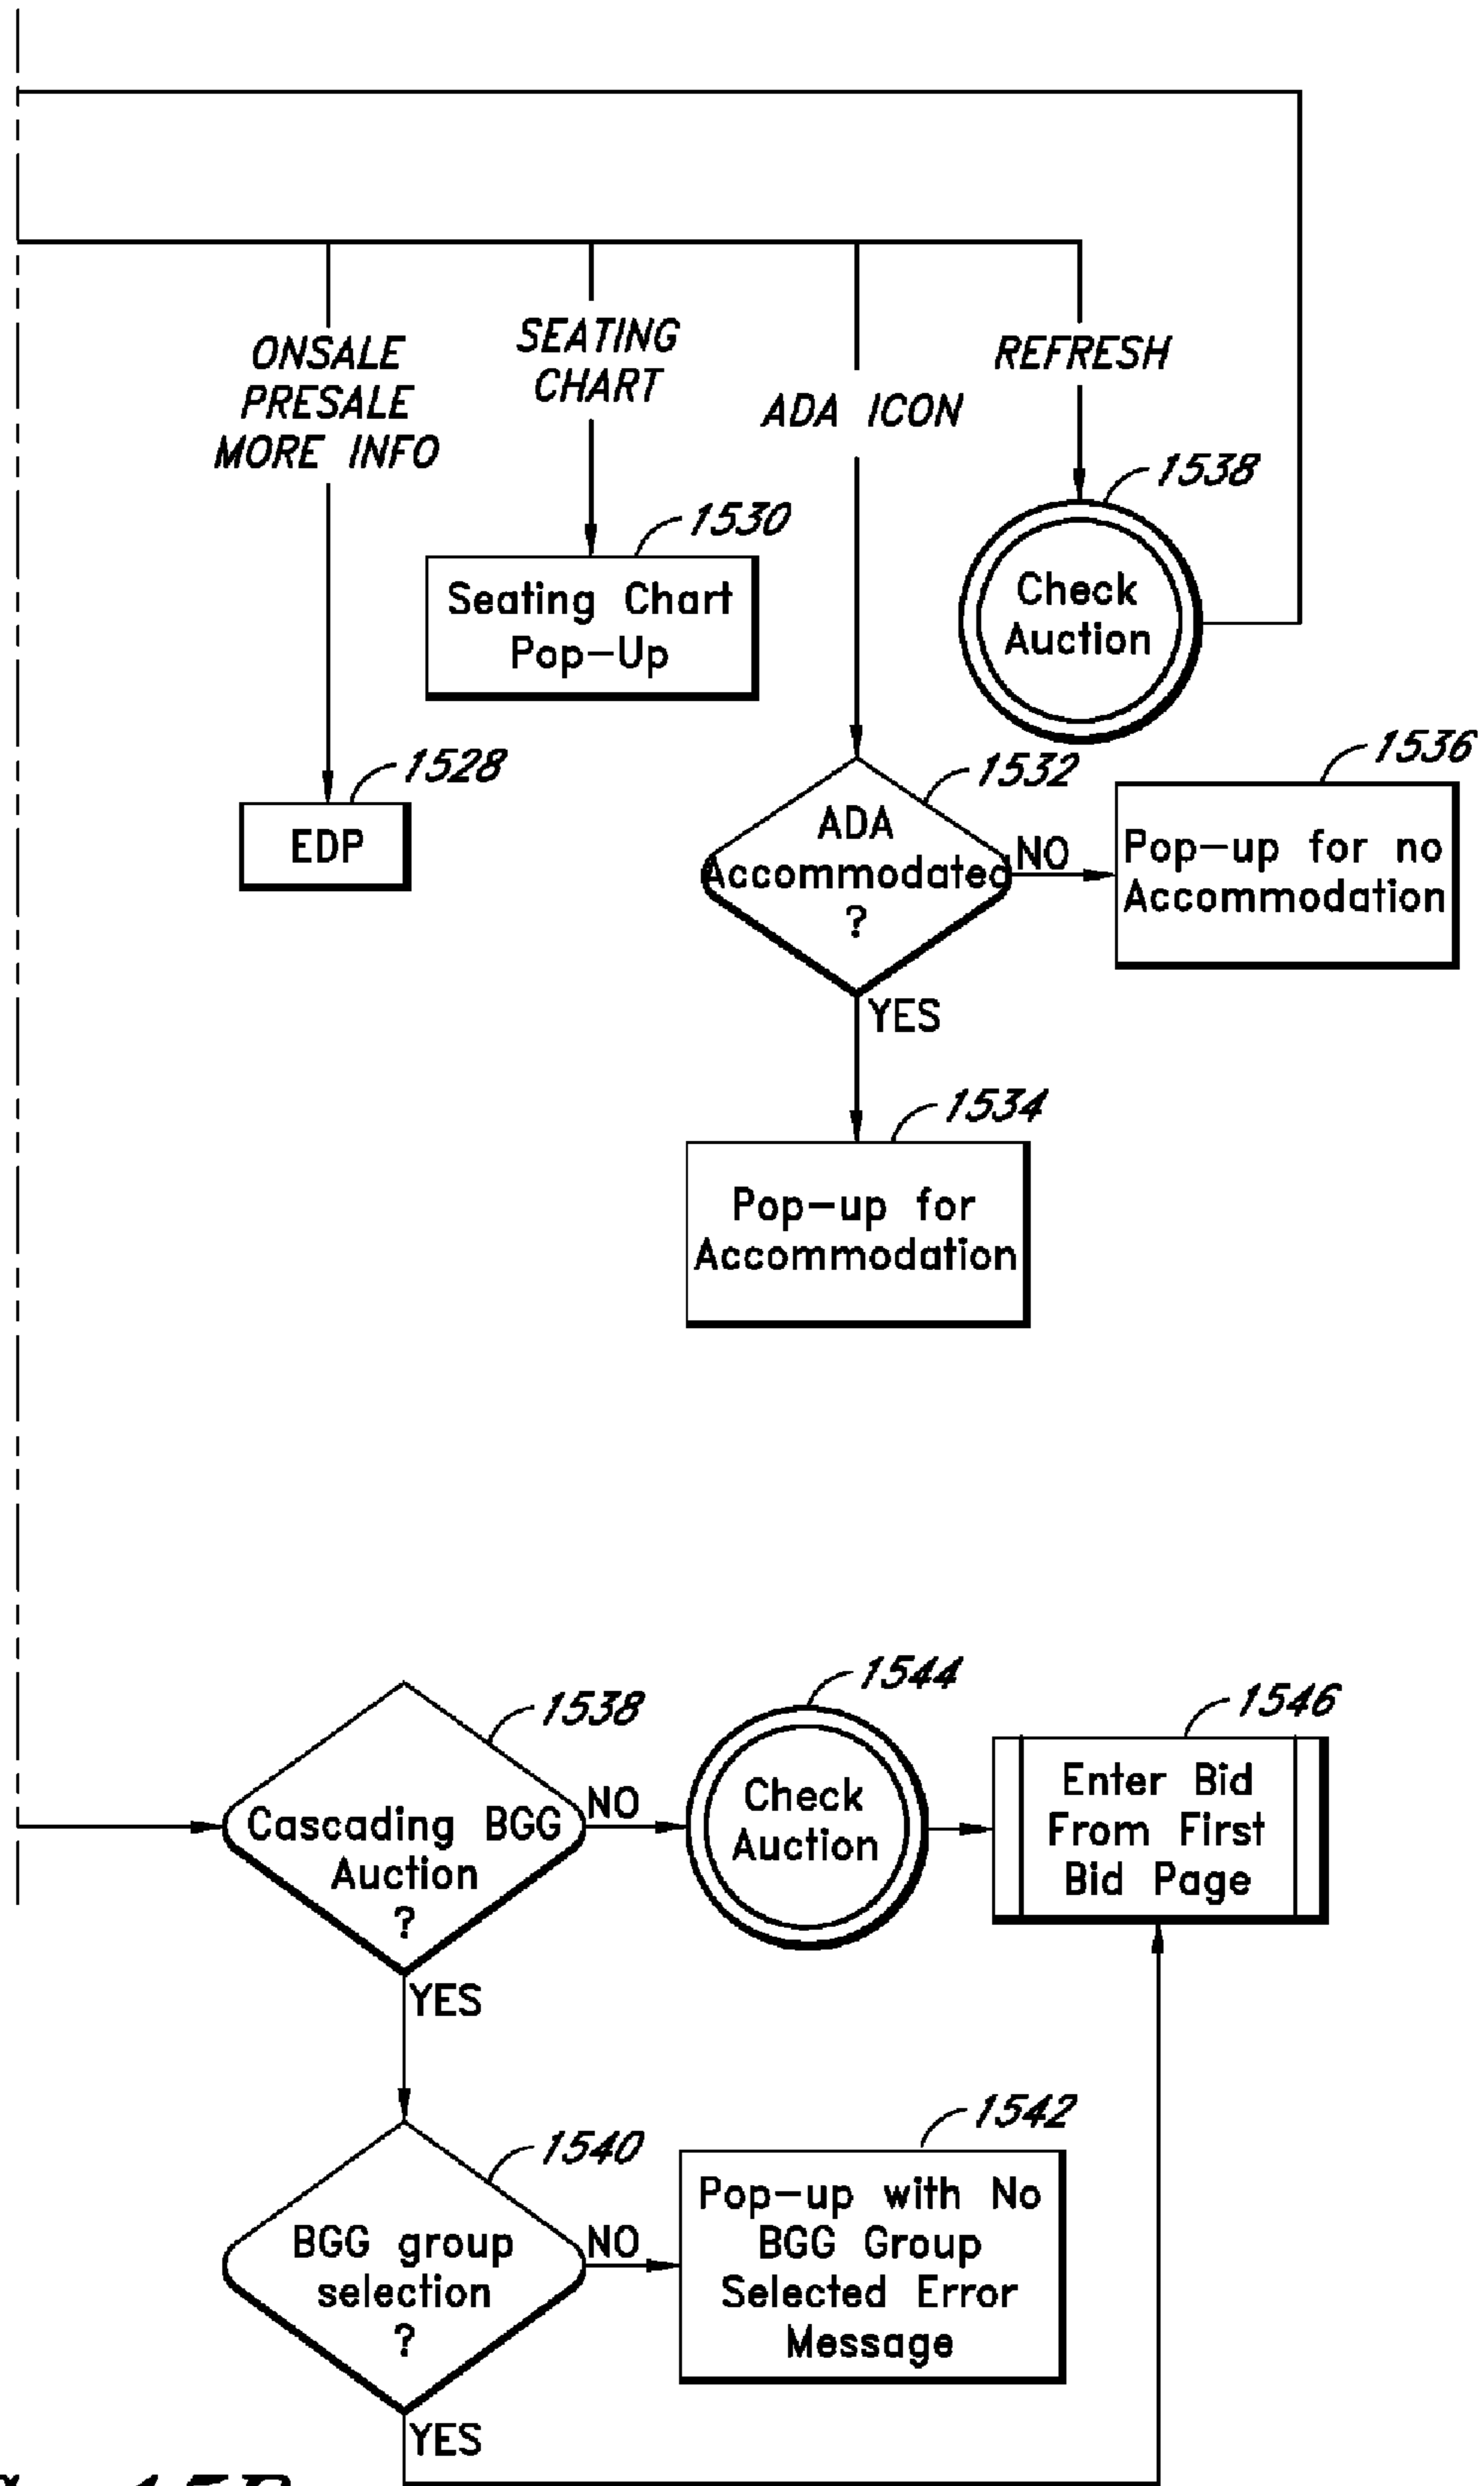 ONSALE
PRESALE
MORE INFO
SEATING
CHART
ADA ICON
REFRESH
1538
Check
Auction
1530
Seating Chart
Pop-Up
1528
EDP
1532
ADA
Accommodated
?
NO
YES
1536
Pop-up for no
Accommodation
1534
Pop-up for
Accommodation
1538
Cascading BGG
Auction
?
NO
YES
1544
Check
Auction
1546
Enter Bid
From First
Bid Page
1540
BGG group
selection
?
NO
YES
1542
Pop-up with No
BGG Group
Selected Error
Message